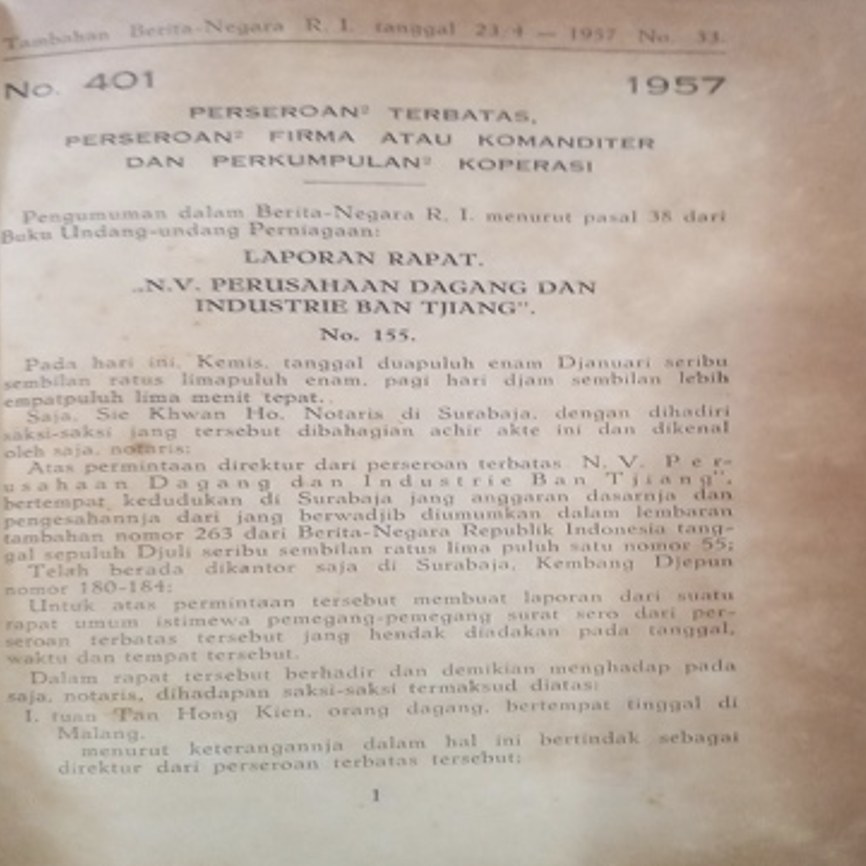 Tambahan Berita-Negara R. I. tanggal 23/4 — 1957 No. 33.
No. 401 1957
PERSEROAN² TERBATAS,
PERSEROAN² FIRMA ATAU KOMANDITER
DAN PERKUMPULAN² KOPERASI
Pengumuman dalam Berita-Negara R. I. menurut pasal 38 dari
Buku Undang-undang Perniagaan:
LAPORAN RAPAT.
„N.V. PERUSAHAAN DAGANG DAN
INDUSTRIE BAN TJIANG".
No. 155.
Pada hari ini, Kemis, tanggal duapuluh enam Djanuari seribu
sembilan ratus limapuluh enam, pagi hari djam sembilan lebih
empatpuluh lima menit tepat.
Saja, Sie Khwan Ho, Notaris di Surabaja, dengan dihadiri
saksi-saksi jang tersebut dibahagian achir akte ini dan dikenal
oleh saja, notaris:
Atas permintaan direktur dari perseroan terbatas N. V. Per-
usahaan Dagang dan Industrie Ban Tjiang",
bertempat kedudukan di Surabaja jang anggaran dasarnja dan
pengesahannja dari jang berwadjib diumumkan dalam lembaran
tambahan nomor 263 dari Berita-Negara Republik Indonesia tang-
gal sepuluh Djuli seribu sembilan ratus lima puluh satu nomor 55;
Telah berada dikantor saja di Surabaja, Kembang Djepun
nomor 180-184:
Untuk atas permintaan tersebut membuat laporan dari suatu
rapat umum istimewa pemegang-pemegang surat sero dari per-
seroan terbatas tersebut jang hendak diadakan pada tanggal,
waktu dan tempat tersebut.
Dalam rapat tersebut berhadir dan demikian menghadap pada
saja, notaris, dihadapan saksi-saksi termaksud diatas:
I. tuan Tan Hong Kien, orang dagang, bertempat tinggal di
Malang.
menurut keterangannja dalam hal ini bertindak sebagai
direktur dari perseroan terbatas tersebut;
1